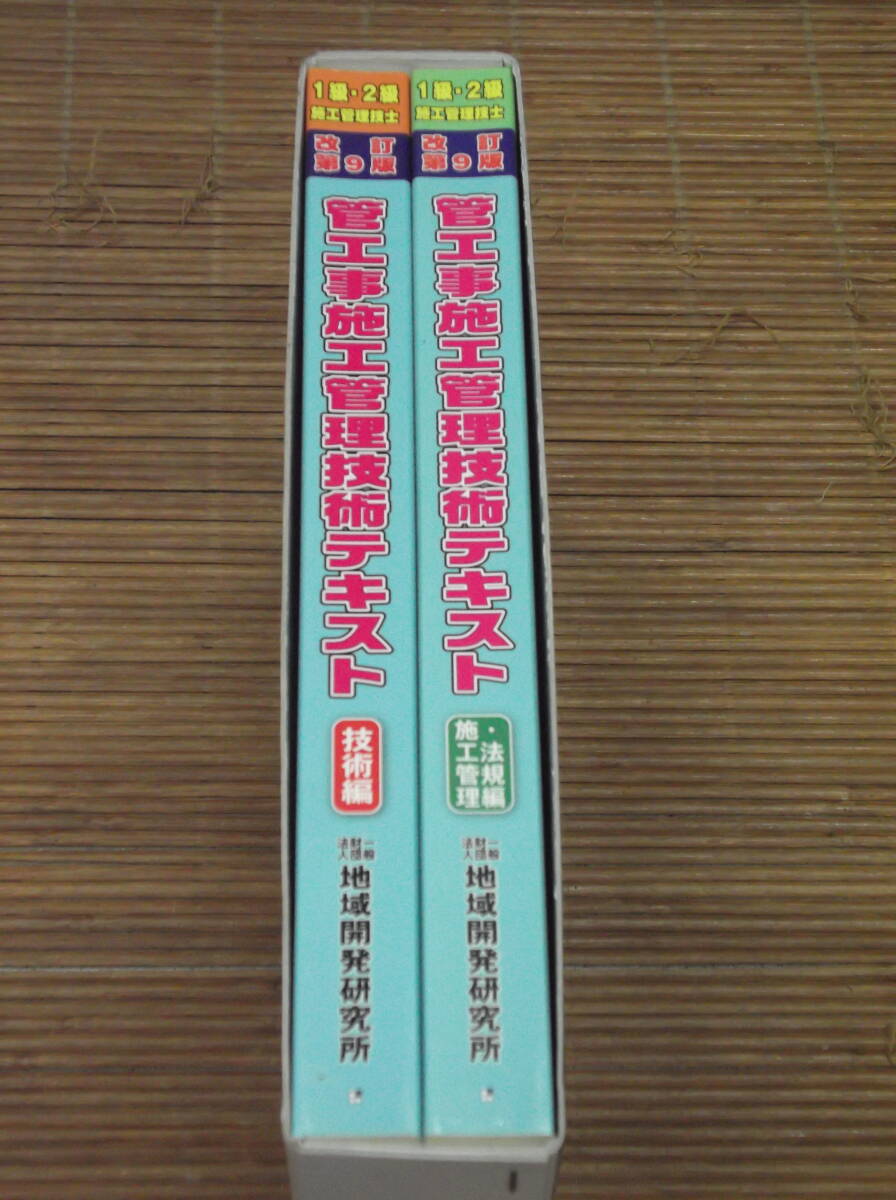 1級・2級
施工管理技士
改訂
第9版
管工事施工管理技術テキスト
技術編
一般
財団
法人
地域開発研究所
1級・2級
施工管理技士
改訂
第9版
管工事施工管理技術テキスト
施工管理
・法規編
一般
財団
法人
地域開発研究所